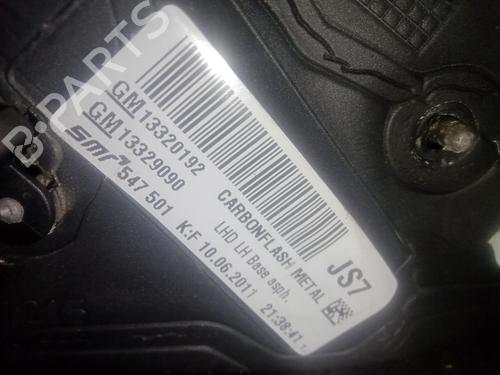 B-PARTS
GM 13320192
GM 13329090
smr 547 501
CARBONFLASH METAL
LHD LH Base asph.
K:F 10.06.2011 21:38:41
JS7